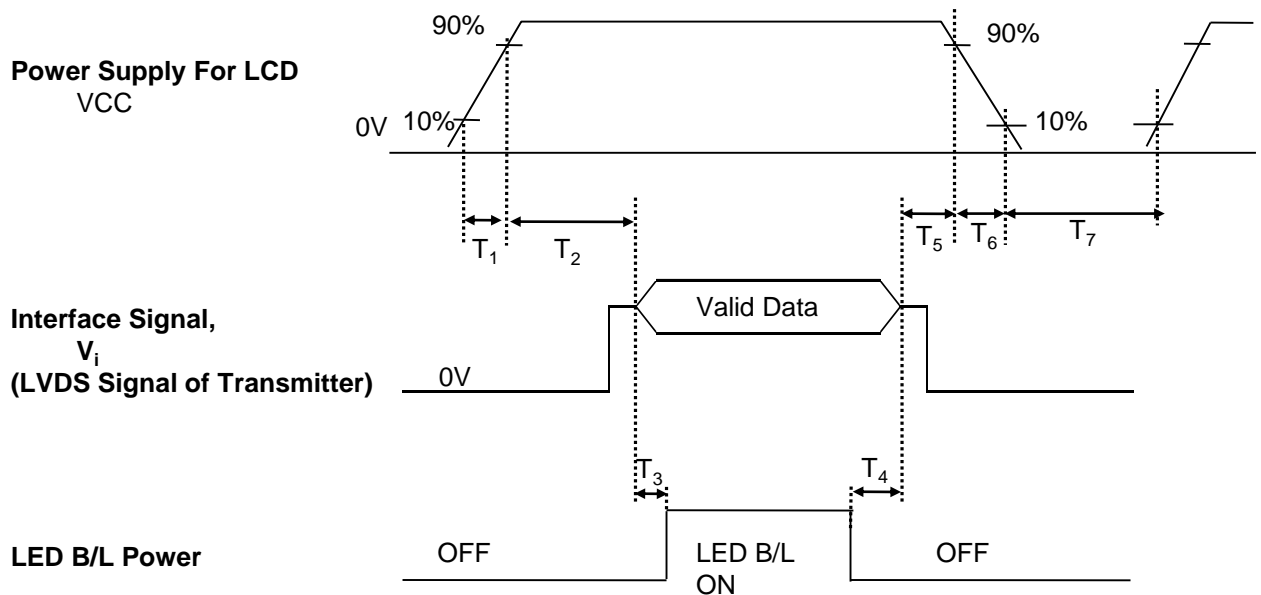 90%
90%
Power Supply For LCD
VCC
0V
10%
10%
T1
T2
T5
T6
T7
Valid Data
Interface Signal,
Vi
(LVDS Signal of Transmitter)
0V
T3
T4
LED B/L Power
OFF
LED B/L
ON
OFF